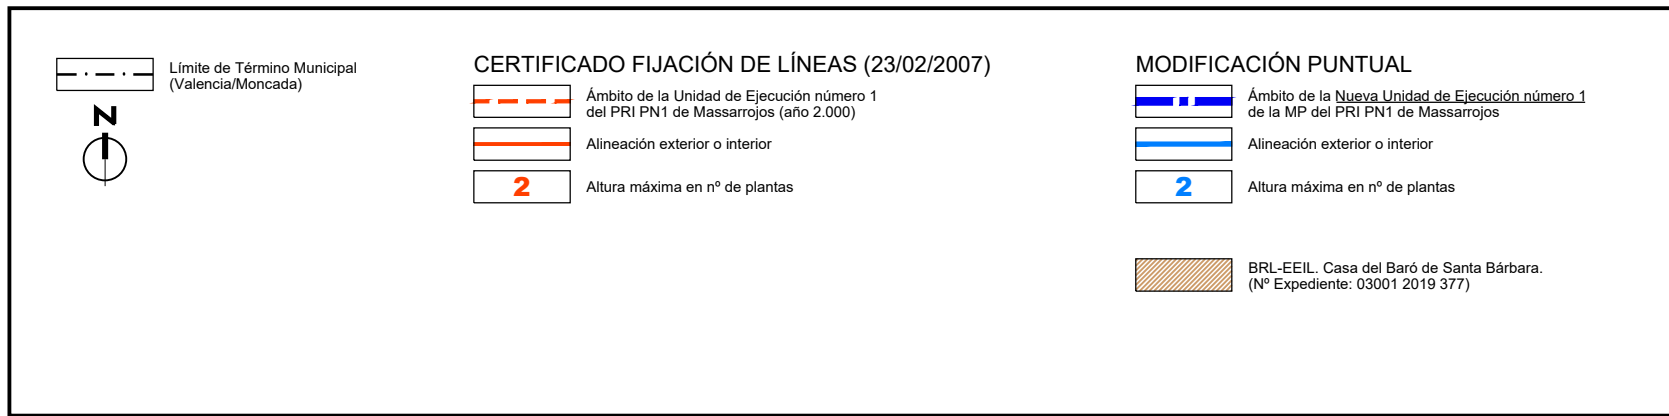 Límite de Término Municipal
(Valencia/Moncada)
N
CERTIFICADO FIJACIÓN DE LÍNEAS (23/02/2007)
Ámbito de la Unidad de Ejecución número 1
del PRI PN1 de Massarrojos (año 2.000)
Alineación exterior o interior
2 Altura máxima en nº de plantas
MODIFICACIÓN PUNTUAL
Ámbito de la Nueva Unidad de Ejecución número 1
de la MP del PRI PN1 de Massarrojos
Alineación exterior o interior
2 Altura máxima en nº de plantas
BRL-EEIL. Casa del Baró de Santa Bárbara.
(Nº Expediente: 03001 2019 377)